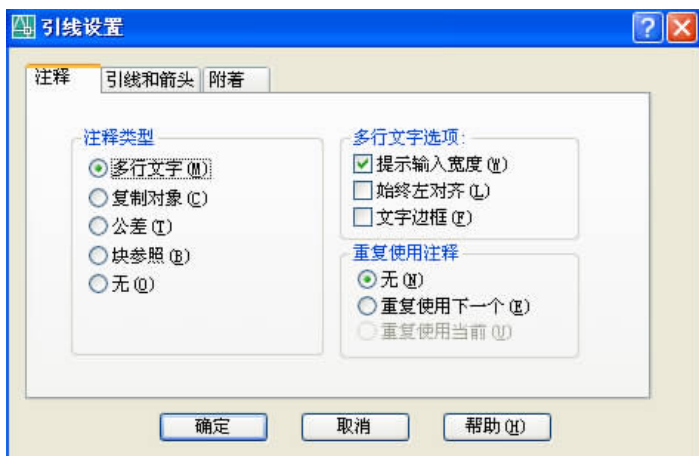 引线设置
注释 引线和箭头 附着
注释类型
多行文字(M)
复制对象(C)
公差(T)
块参照(B)
无(O)
多行文字选项:
提示输入宽度(W)
始终左对齐(L)
文字边框(F)
重复使用注释
无(N)
重复使用下一个(E)
重复使用当前(U)
确定 取消 帮助(H)